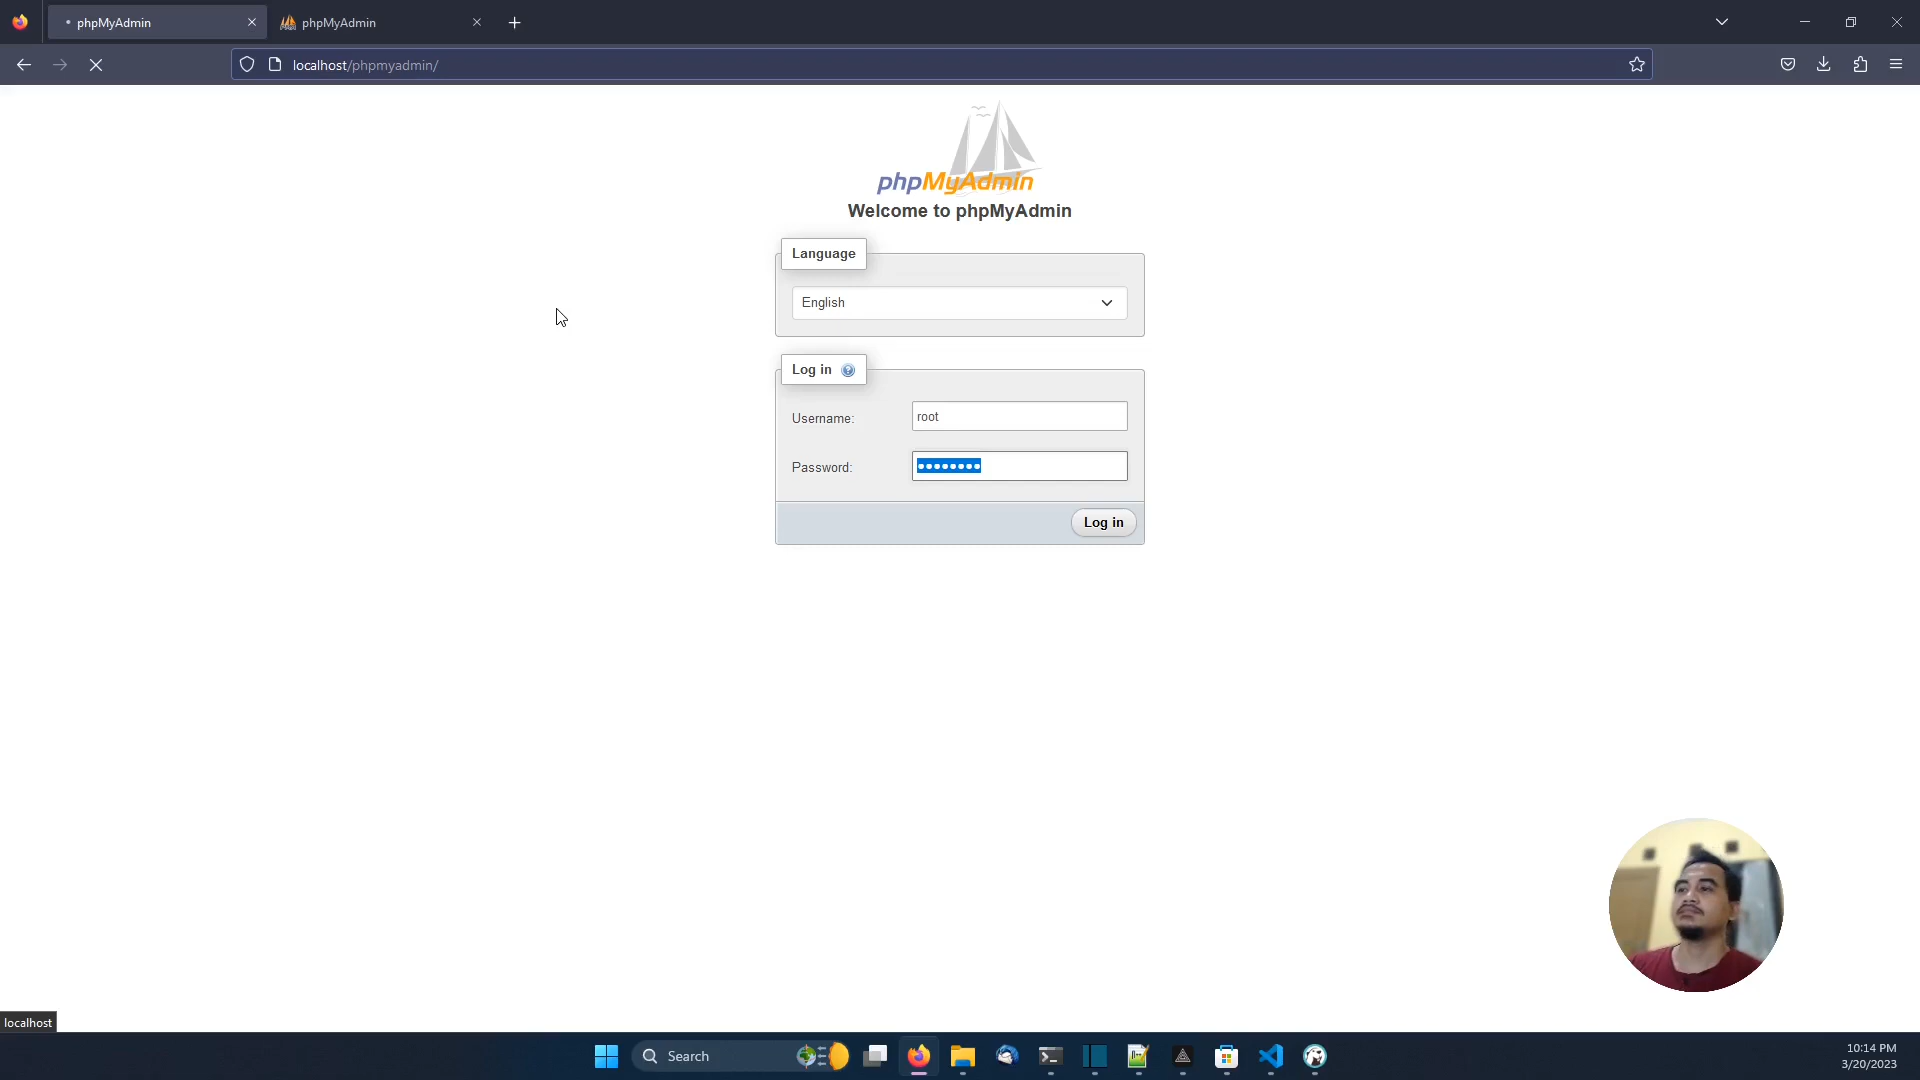 phpMyAdmin
phpMyAdmin
localhost/phpmyadmin/
phpMyAdmin
Welcome to phpMyAdmin
Language
English
Log in
Username:
root
Password:
Log in
localhost
Search
10:14 PM
3/20/2023